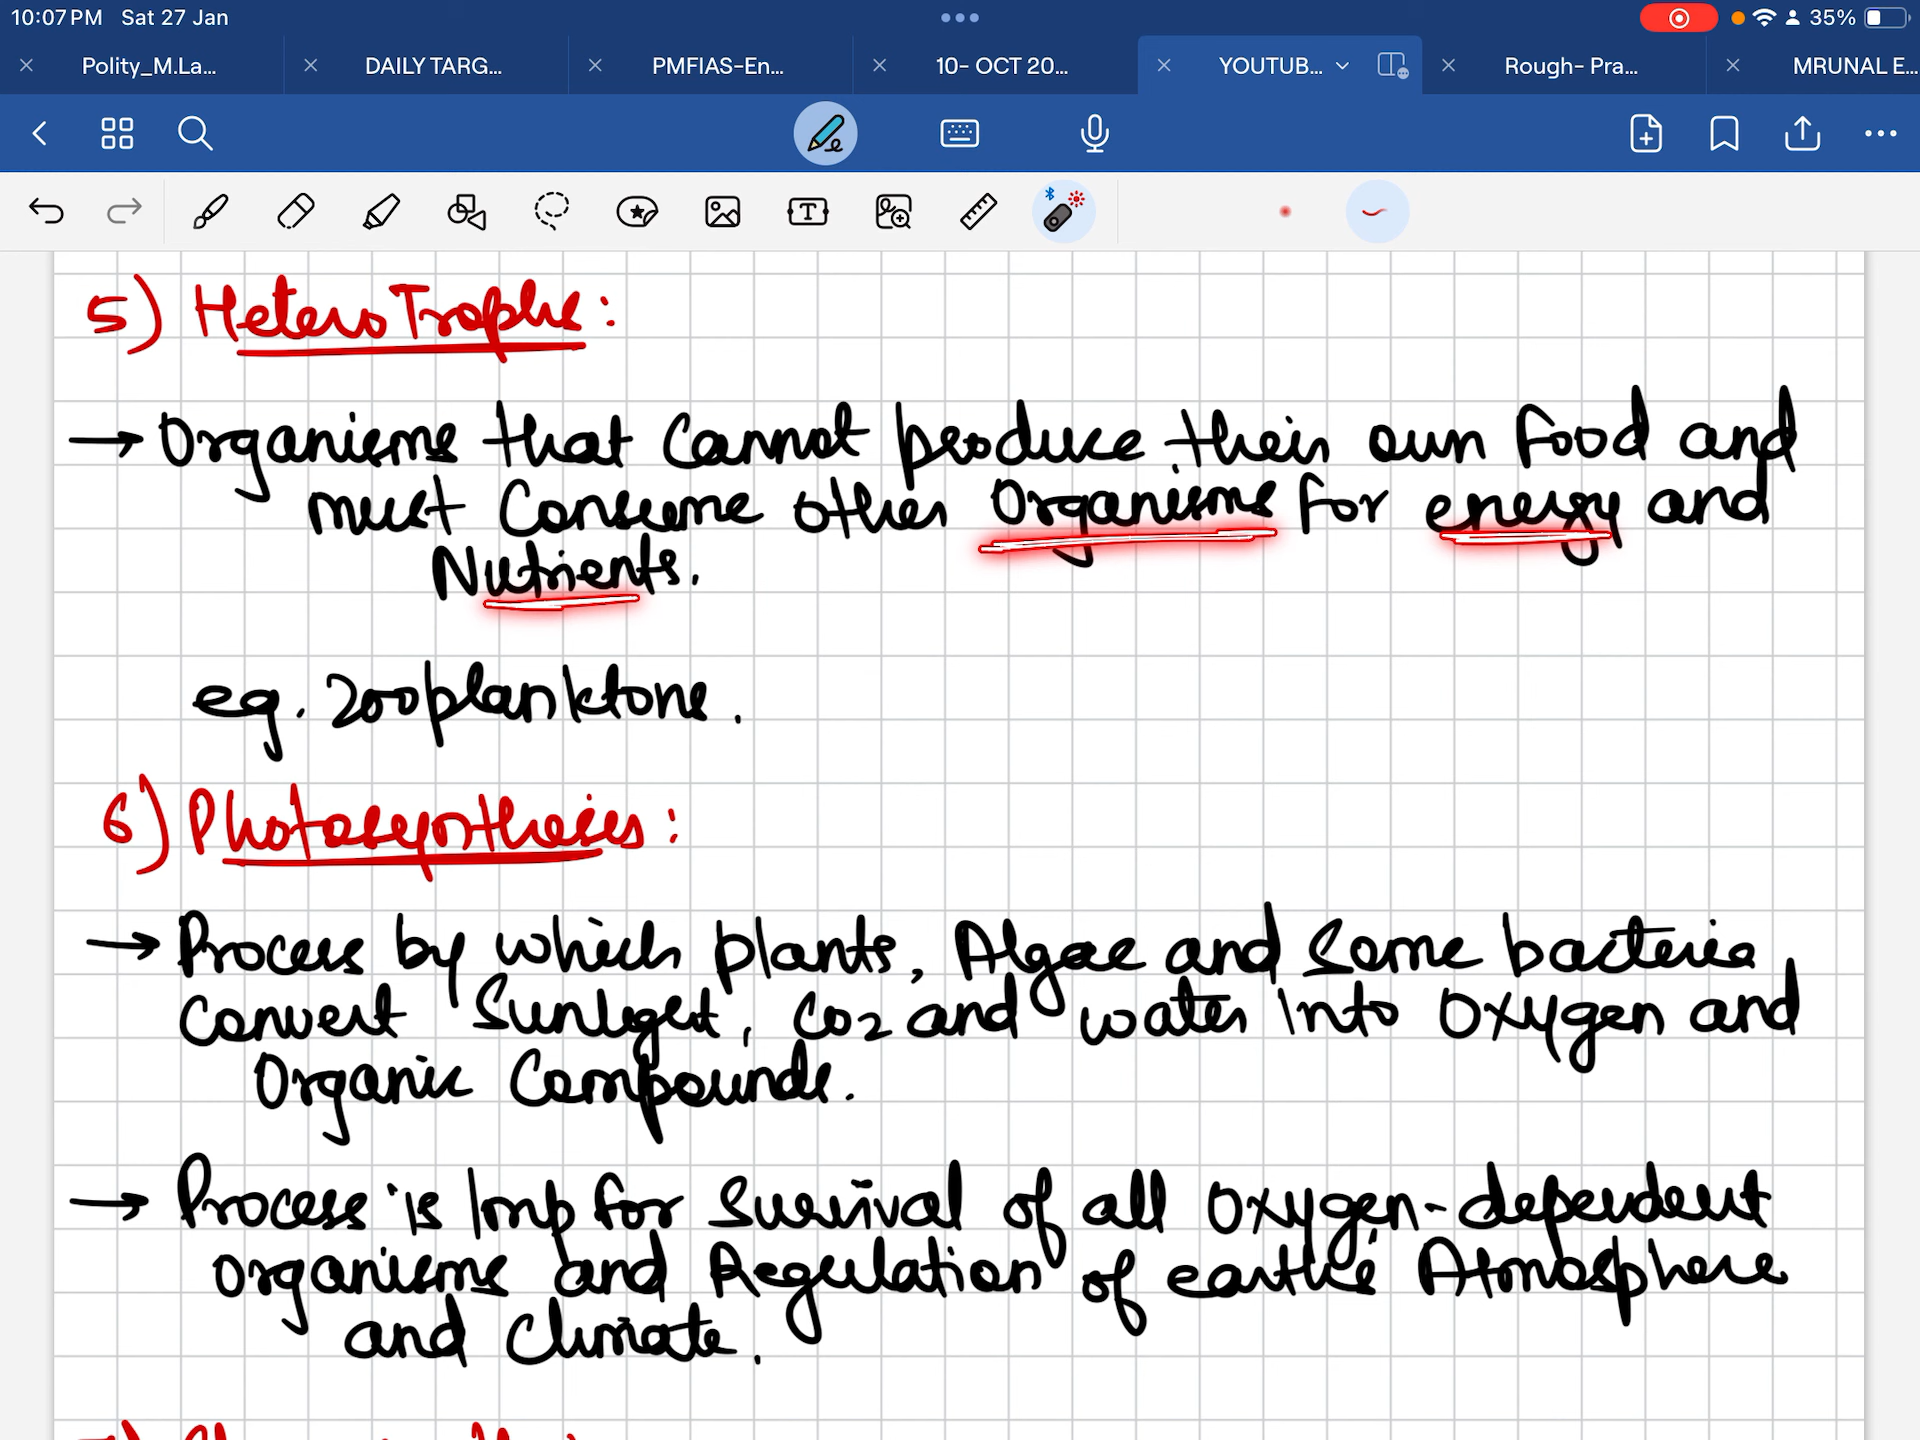 10:07 PM Sat 27 Jan
35%
Polity_M.La...
DAILY TARG...
PMFIAS-En...
10- OCT 20...
YOUTUB...
Rough- Pra...
MRUNAL E...
5) HeteroTrophs:
→ Organisms that cannot produce their own food and
must Consume other Organisms for energy and
Nutrients.
eg. Zooplanktons.
6) Photosynthesis:
→ Process by which plants, Algae and some bacteria,
convert Sunlight, CO2 and water into Oxygen and
Organic Compounds.
→ Process is Imp for Survival of all Oxygen-dependent
Organisms and Regulation of earth's Atmosphere
and Climate.